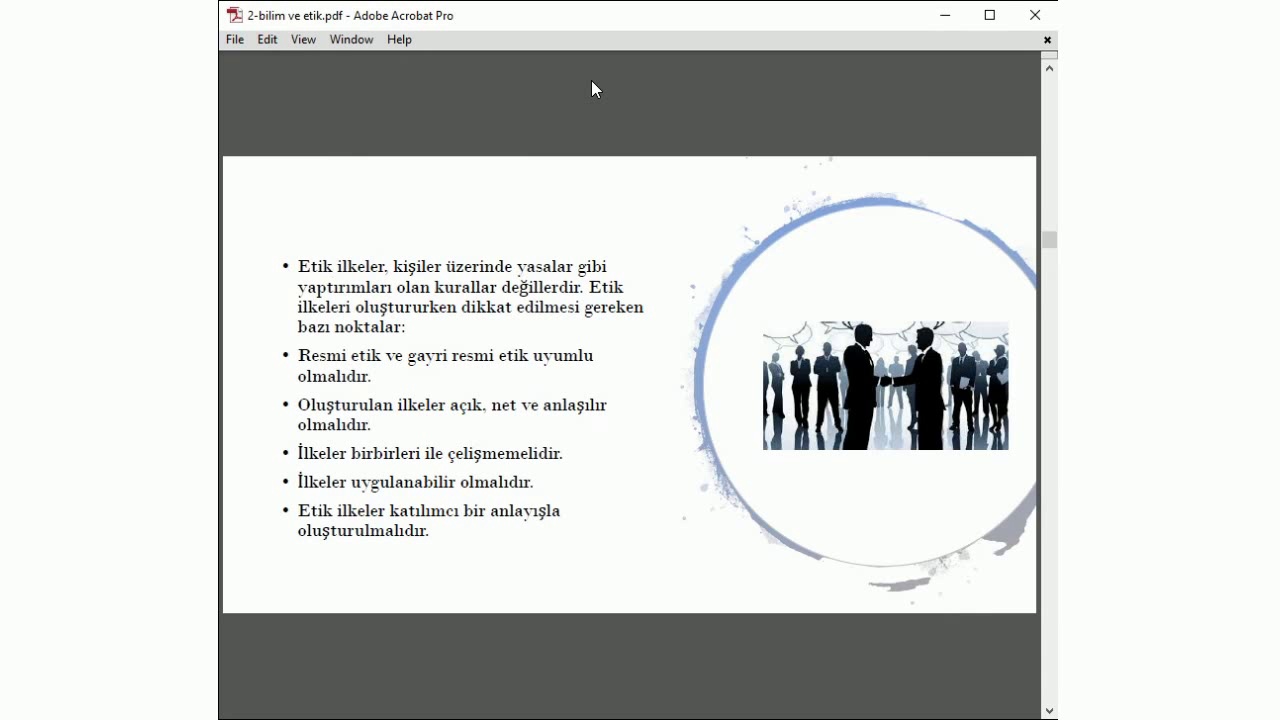 2-bilim ve etik.pdf - Adobe Acrobat Pro
File Edit View Window Help
• Etik ilkeler, kişiler üzerinde yasalar gibi
yaptırımları olan kurallar değillerdir. Etik
ilkeleri oluştururken dikkat edilmesi gereken
bazı noktalar:
• Resmi etik ve gayri resmi etik uyumlu
olmalıdır.
• Oluşturulan ilkeler açık, net ve anlaşılır
olmalıdır.
• İlkeler birbirleri ile çelişmemelidir.
• İlkeler uygulanabilir olmalıdır.
• Etik ilkeler katılımcı bir anlayışla
oluşturulmalıdır.